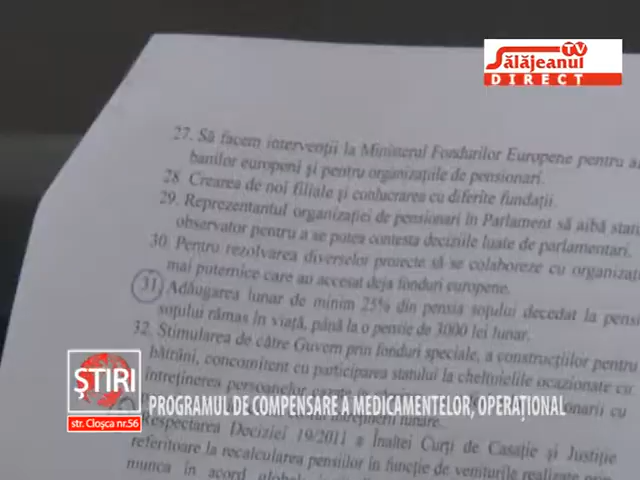 Sălăjeanul TV
DIRECT
27. Să facem intervenții la Ministerul Fondurilor Europene pentru
banilor europeni și pentru organizațiile de pensionari.
28. Crearea de noi filiale și conlucrarea cu diferite fundații.
29. Reprezentantul organizației de pensionari în Parlament să aibă
observator pentru a se putea contesta deciziile luate de parlamentari.
30. Pentru rezolvarea diverselor proiecte să se colaboreze cu
mai puternice care au accesat deja fonduri europene.
31. Adăugarea lunar de minim 25% din pensia soțului decedat la
soțului rămas în viață, până la o pensie de 3000 lei lunar.
32. Stimularea de către Guvern prin fonduri speciale, a construcțiilor pentru
bătrâni, concomitent cu participarea statului la cheltuielile ocazionate cu
întreținerea persoanelor
ȘTIRI
str. Cloșca nr.56
PROGRAMUL DE COMPENSARE A MEDICAMENTELOR, OPERAȚIONAL
Respectarea Deciziei 19/2011 a Înaltei Curți de Casație și Justiție
referitoare la recalcularea pensiilor în funcție de veniturile realizate
munca în acord